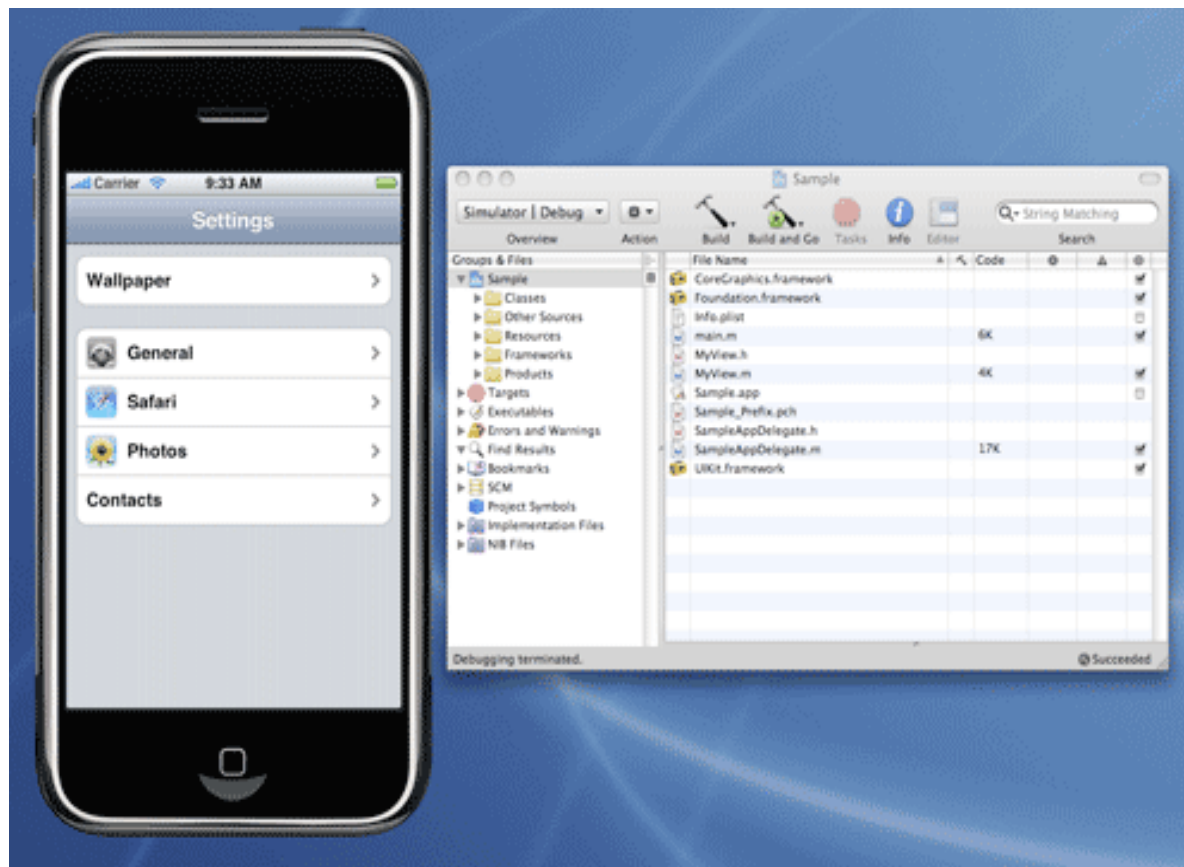 Carrier 9:33 AM
Settings
Wallpaper
General
Safari
Photos
Contacts
Sample
Simulator | Debug
String Matching
Overview Action Build Build and Go Tasks Info Editor Search
Groups & Files
Sample
Classes
Other Sources
Resources
Frameworks
Products
Targets
Executables
Errors and Warnings
Find Results
Bookmarks
SCM
Project Symbols
Implementation Files
NIB Files
File Name Code
CoreGraphics.framework
Foundation.framework
Info.plist
main.m 6K
MyView.h
MyView.m 4K
Sample.app
Sample_Prefix.pch
SampleAppDelegate.h
SampleAppDelegate.m 17K
UIKit.framework
Debugging terminated. Succeeded